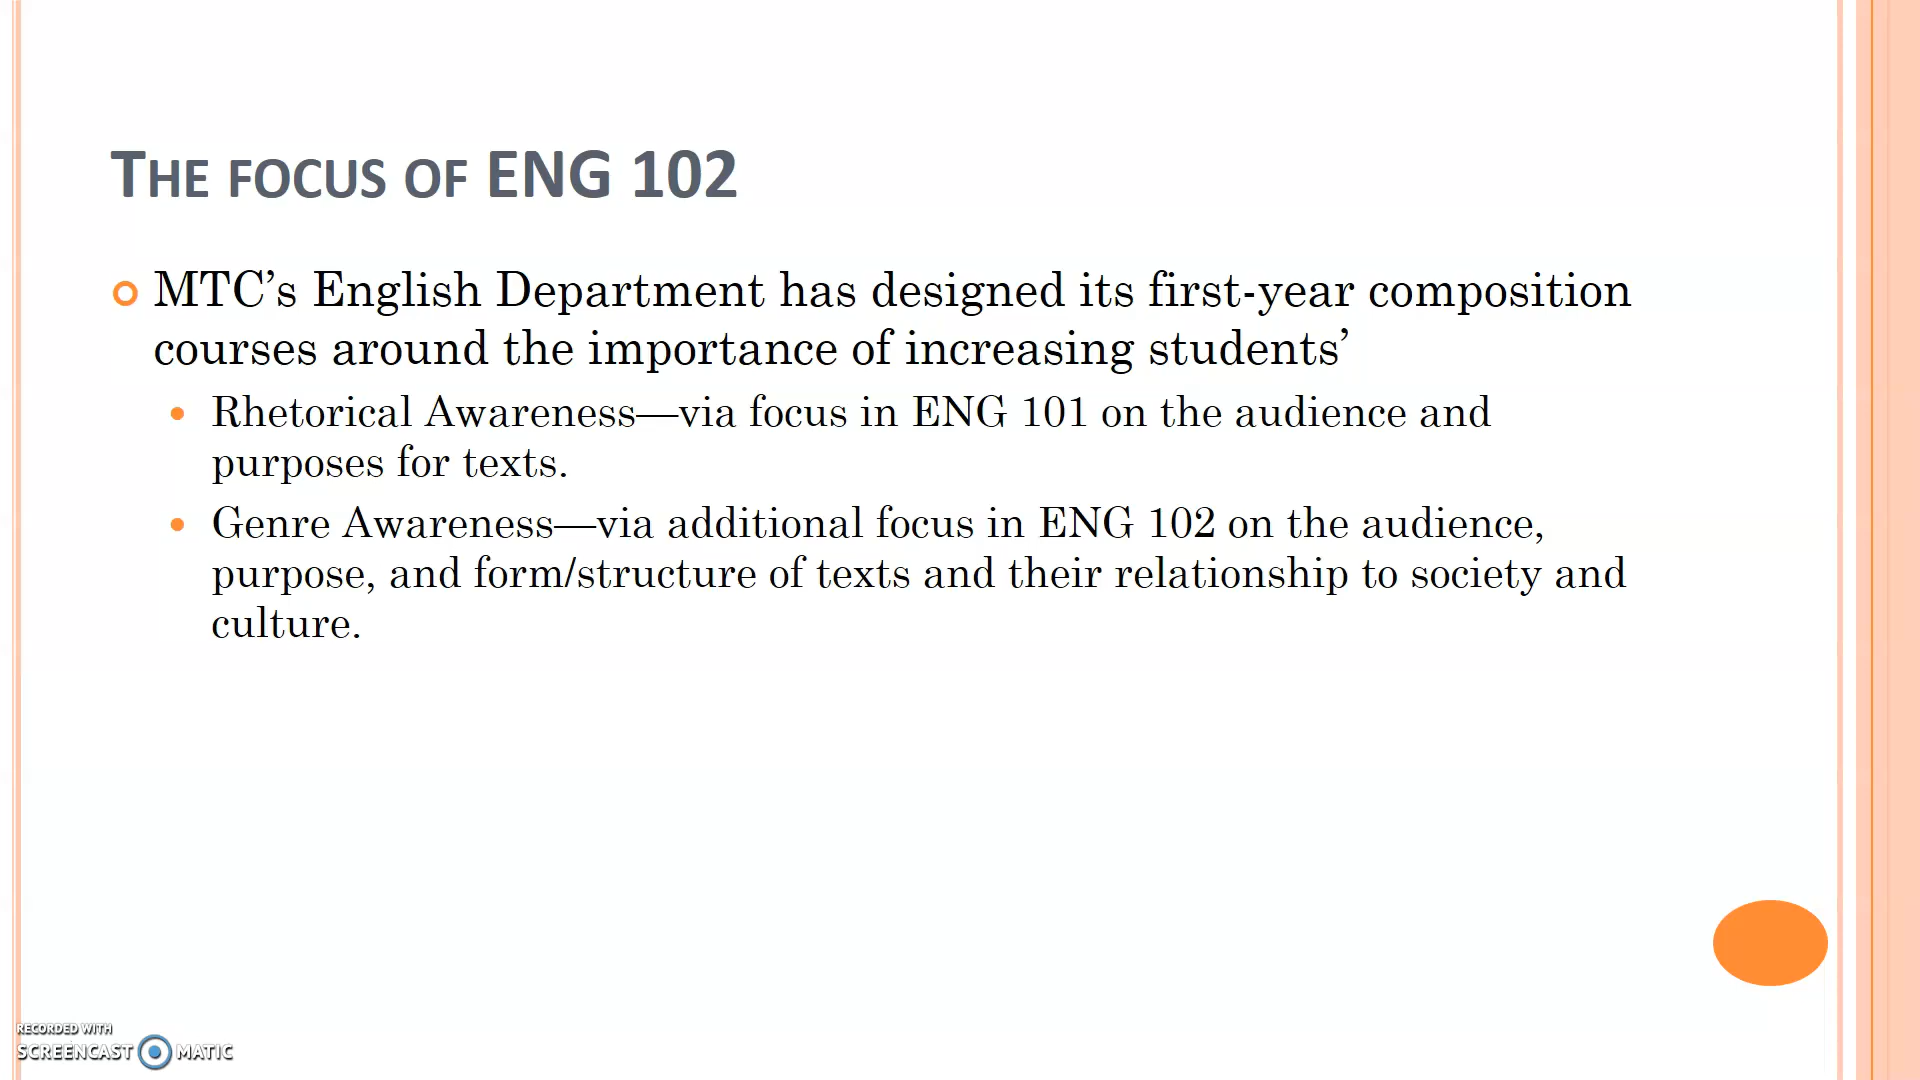 THE FOCUS OF ENG 102
MTC’s English Department has designed its first-year composition
courses around the importance of increasing students’
Rhetorical Awareness—via focus in ENG 101 on the audience and
purposes for texts.
Genre Awareness—via additional focus in ENG 102 on the audience,
purpose, and form/structure of texts and their relationship to society and
culture.
RECORDED WITH
SCREENCAST MATIC